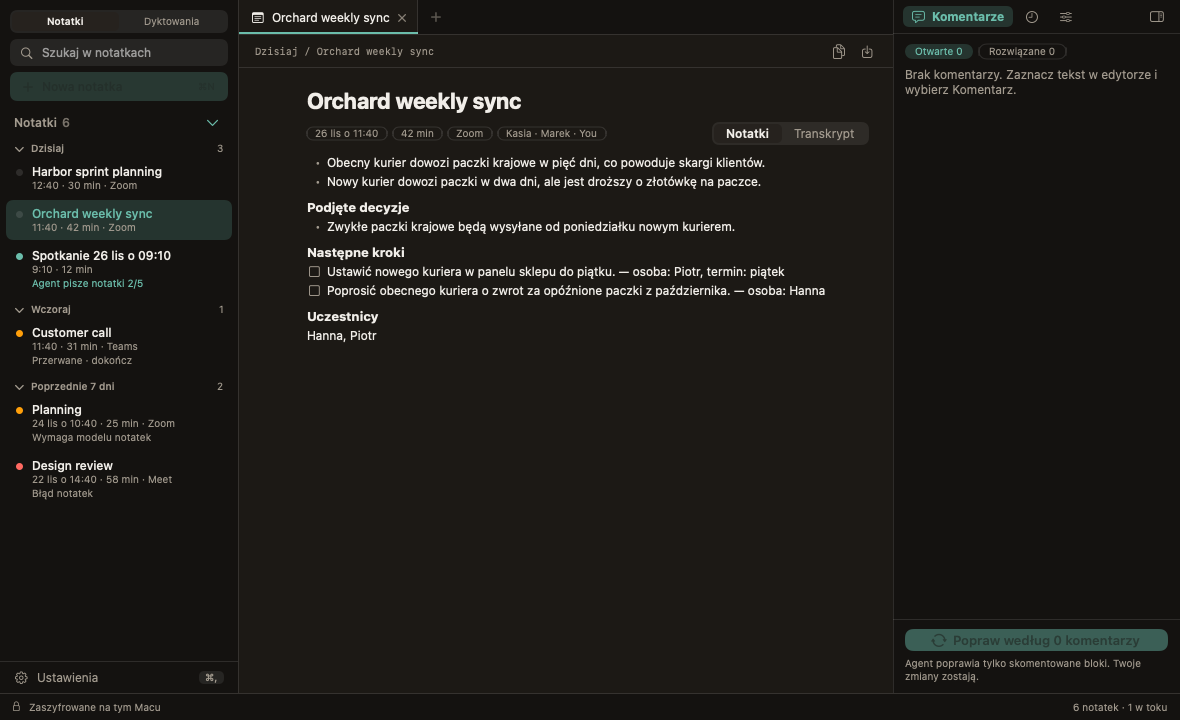 Notatki
Dyktowania
Szukaj w notatkach
Nowa notatka
Notatki 6
Dzisiaj 3
Harbor sprint planning
12:40 · 30 min · Zoom
Orchard weekly sync
11:40 · 42 min · Zoom
Spotkanie 26 lis o 09:10
9:10 · 12 min
Agent pisze notatki 2/5
Wczoraj 1
Customer call
11:40 · 31 min · Teams
Przerwane · dokończ
Poprzednie 7 dni 2
Planning
24 lis o 10:40 · 25 min · Zoom
Wymaga modelu notatek
Design review
22 lis o 14:40 · 58 min · Meet
Błąd notatek
Ustawienia ⌘,
Zaszyfrowane na tym Macu
Orchard weekly sync
Dzisiaj / Orchard weekly sync
Orchard weekly sync
26 lis o 11:40
42 min
Zoom
Kasia · Marek · You
Notatki
Transkrypt
• Obecny kurier dowozi paczki krajowe w pięć dni, co powoduje skargi klientów.
• Nowy kurier dowozi paczki w dwa dni, ale jest droższy o złotówkę na paczce.
Podjęte decyzje
• Zwykłe paczki krajowe będą wysyłane od poniedziałku nowym kurierem.
Następne kroki
Ustawić nowego kuriera w panelu sklepu do piątku. — osoba: Piotr, termin: piątek
Poprosić obecnego kuriera o zwrot za opóźnione paczki z października. — osoba: Hanna
Uczestnicy
Hanna, Piotr
Komentarze
Otwarte 0
Rozwiązane 0
Brak komentarzy. Zaznacz tekst w edytorze i
wybierz Komentarz.
Popraw według 0 komentarzy
Agent poprawia tylko skomentowane bloki. Twoje
zmiany zostają.
6 notatek · 1 w toku